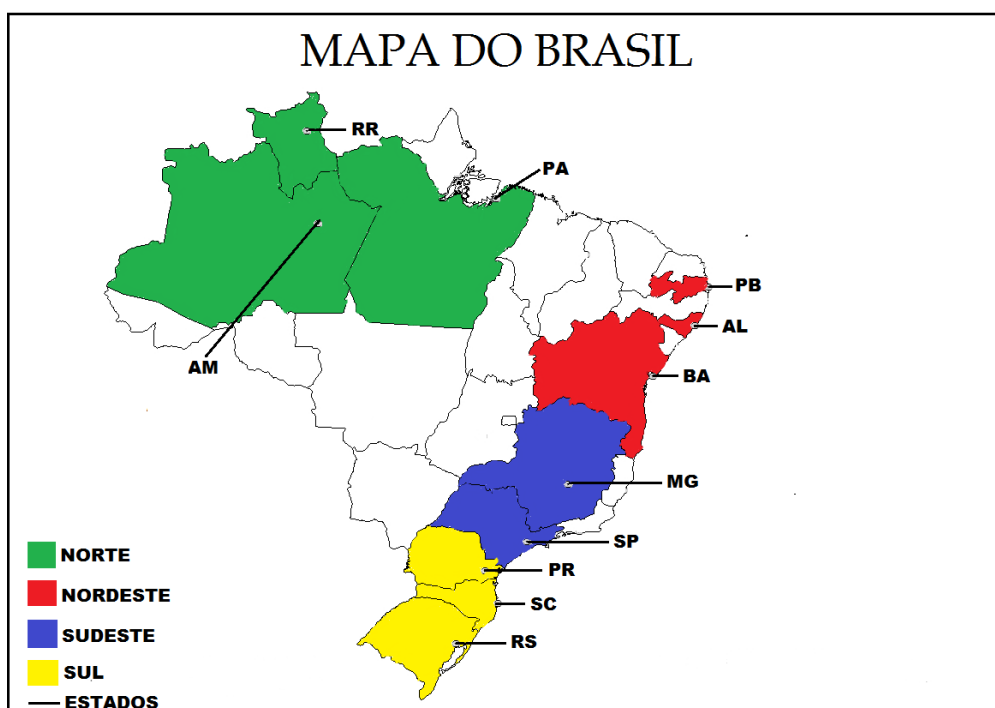 MAPA DO BRASIL
RR
PA
PB
AL
AM
BA
MG
SP
PR
SC
RS
NORTE
NORDESTE
SUDESTE
SUL
ESTADOS